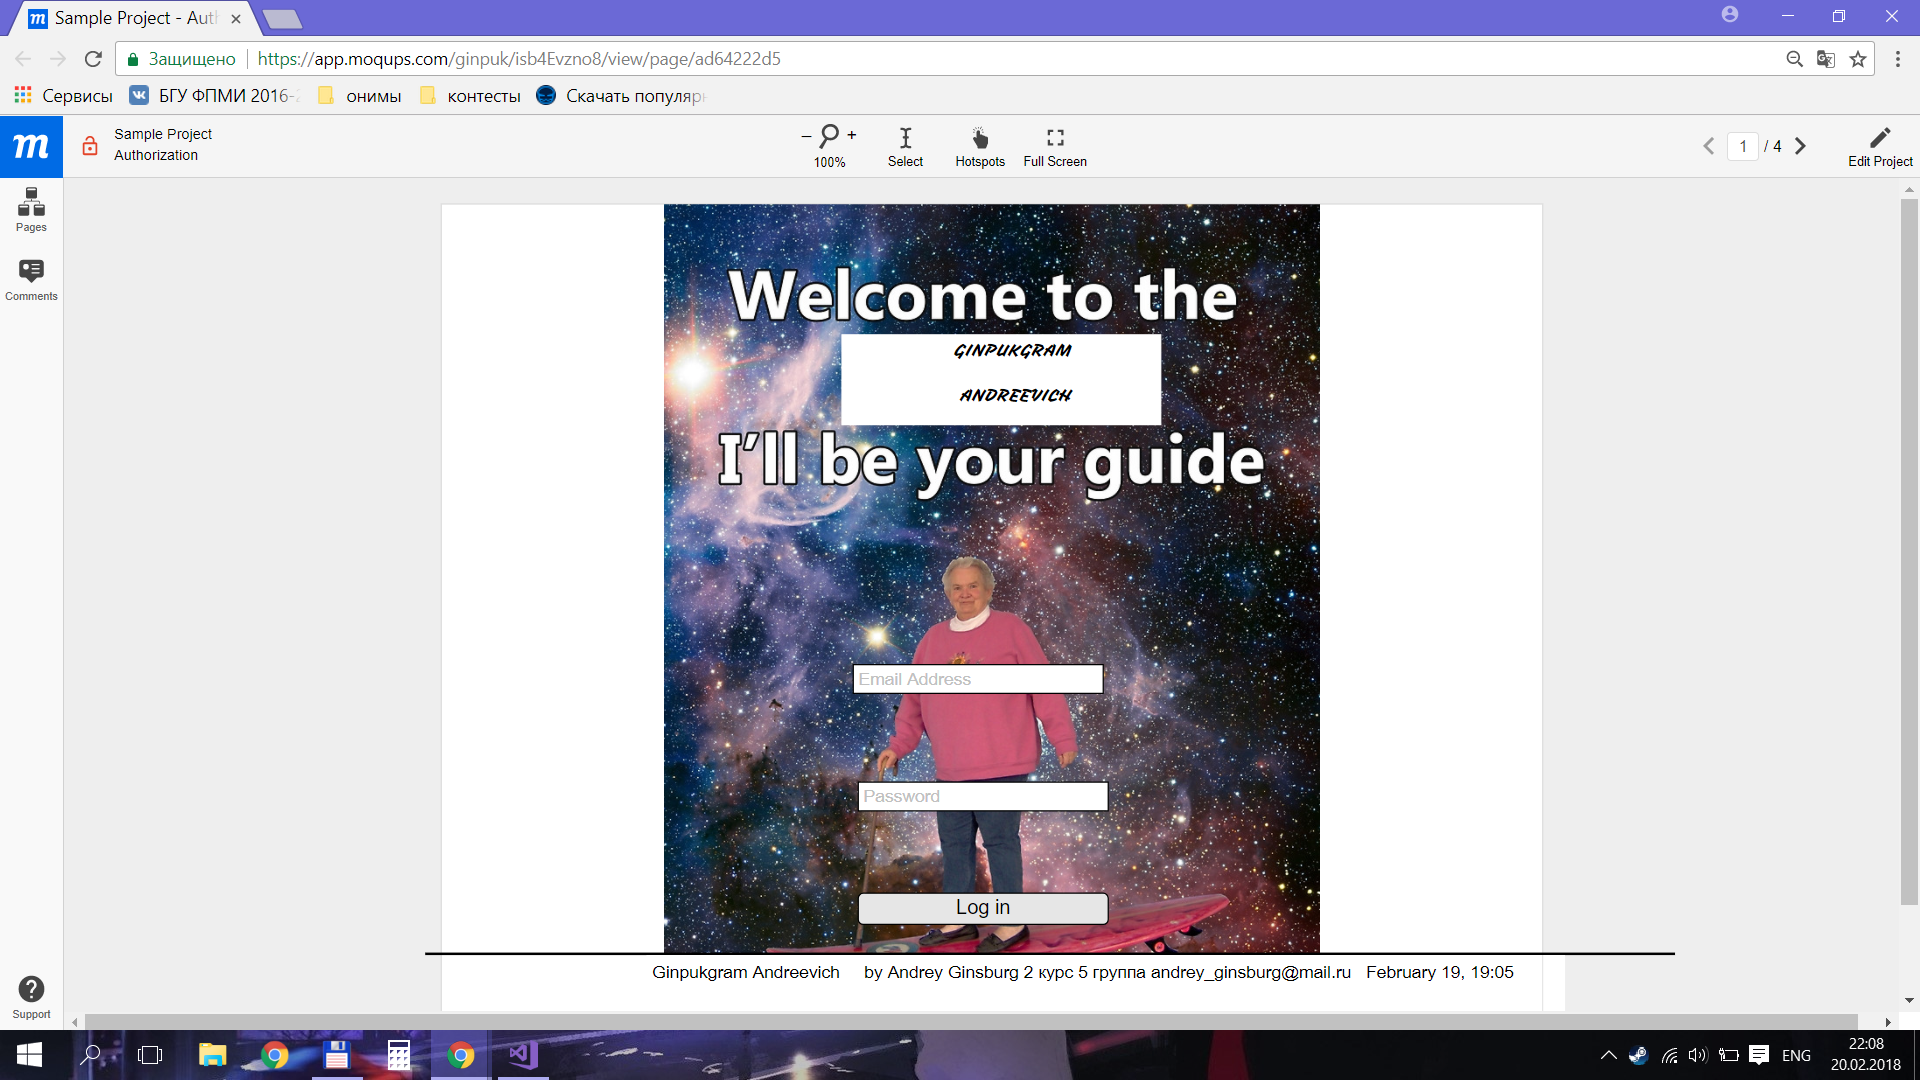 Sample Project - Auth
Защищено
https://app.moqups.com/ginpuk/isb4Evzno8/view/page/ad64222d5
Сервисы
БГУ ФПМИ 2016-
онимы
контесты
Скачать популяр
m
Sample Project
Authorization
100%
Select
Hotspots
Full Screen
1 / 4
Edit Project
Pages
Comments
Support
Welcome to the
GINPUKGRAM
ANDREEVICH
I'll be your guide
Email Address
Password
Log in
Ginpukgram Andreevich by Andrey Ginsburg 2 курс 5 группа andrey_ginsburg@mail.ru February 19, 19:05
ENG
22:08
20.02.2018